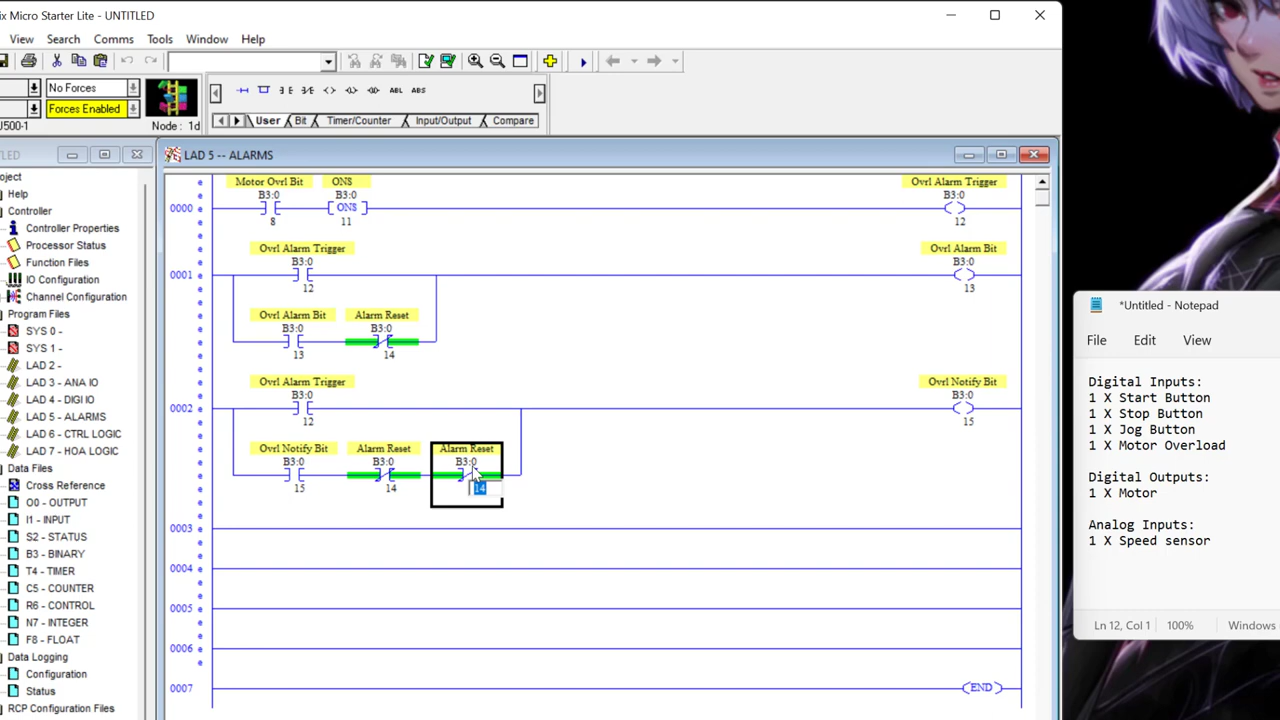 ix Micro Starter Lite - UNTITLED
View Search Comms Tools Window Help
No Forces
Forces Enabled
U500-1
Node : 1d
ABL ABS
User Bit Timer/Counter Input/Output Compare
TLED
LAD 5 -- ALARMS
oject
Help
Controller
Controller Properties
Processor Status
Function Files
IO Configuration
Channel Configuration
Program Files
SYS 0 -
SYS 1 -
LAD 2 -
LAD 3 - ANA IO
LAD 4 - DIGI IO
LAD 5 - ALARMS
LAD 6 - CTRL LOGIC
LAD 7 - HOA LOGIC
Data Files
Cross Reference
O0 - OUTPUT
I1 - INPUT
S2 - STATUS
B3 - BINARY
T4 - TIMER
C5 - COUNTER
R6 - CONTROL
N7 - INTEGER
F8 - FLOAT
Data Logging
Configuration
Status
RCP Configuration Files
Motor Ovrl Bit ONS Ovrl Alarm Trigger
B3:0 B3:0 B3:0
0000 ONS
8 11 12
Ovrl Alarm Trigger Ovrl Alarm Bit
B3:0 B3:0
0001
12 13
Ovrl Alarm Bit Alarm Reset
B3:0 B3:0
13 14
Ovrl Alarm Trigger Ovrl Notify Bit
B3:0 B3:0
0002
12 15
Ovrl Notify Bit Alarm Reset Alarm Reset
B3:0 B3:0 B3:0
15 14 14
0003
0004
0005
0006
0007 END
e e e e e e e e e e e e e e e e e e e e e e e e e e e e e e e e e e e e
*Untitled - Notepad
File Edit View
Digital Inputs:
1 X Start Button
1 X Stop Button
1 X Jog Button
1 X Motor Overload
Digital Outputs:
1 X Motor
Analog Inputs:
1 X Speed sensor
Ln 12, Col 1 100% Windows